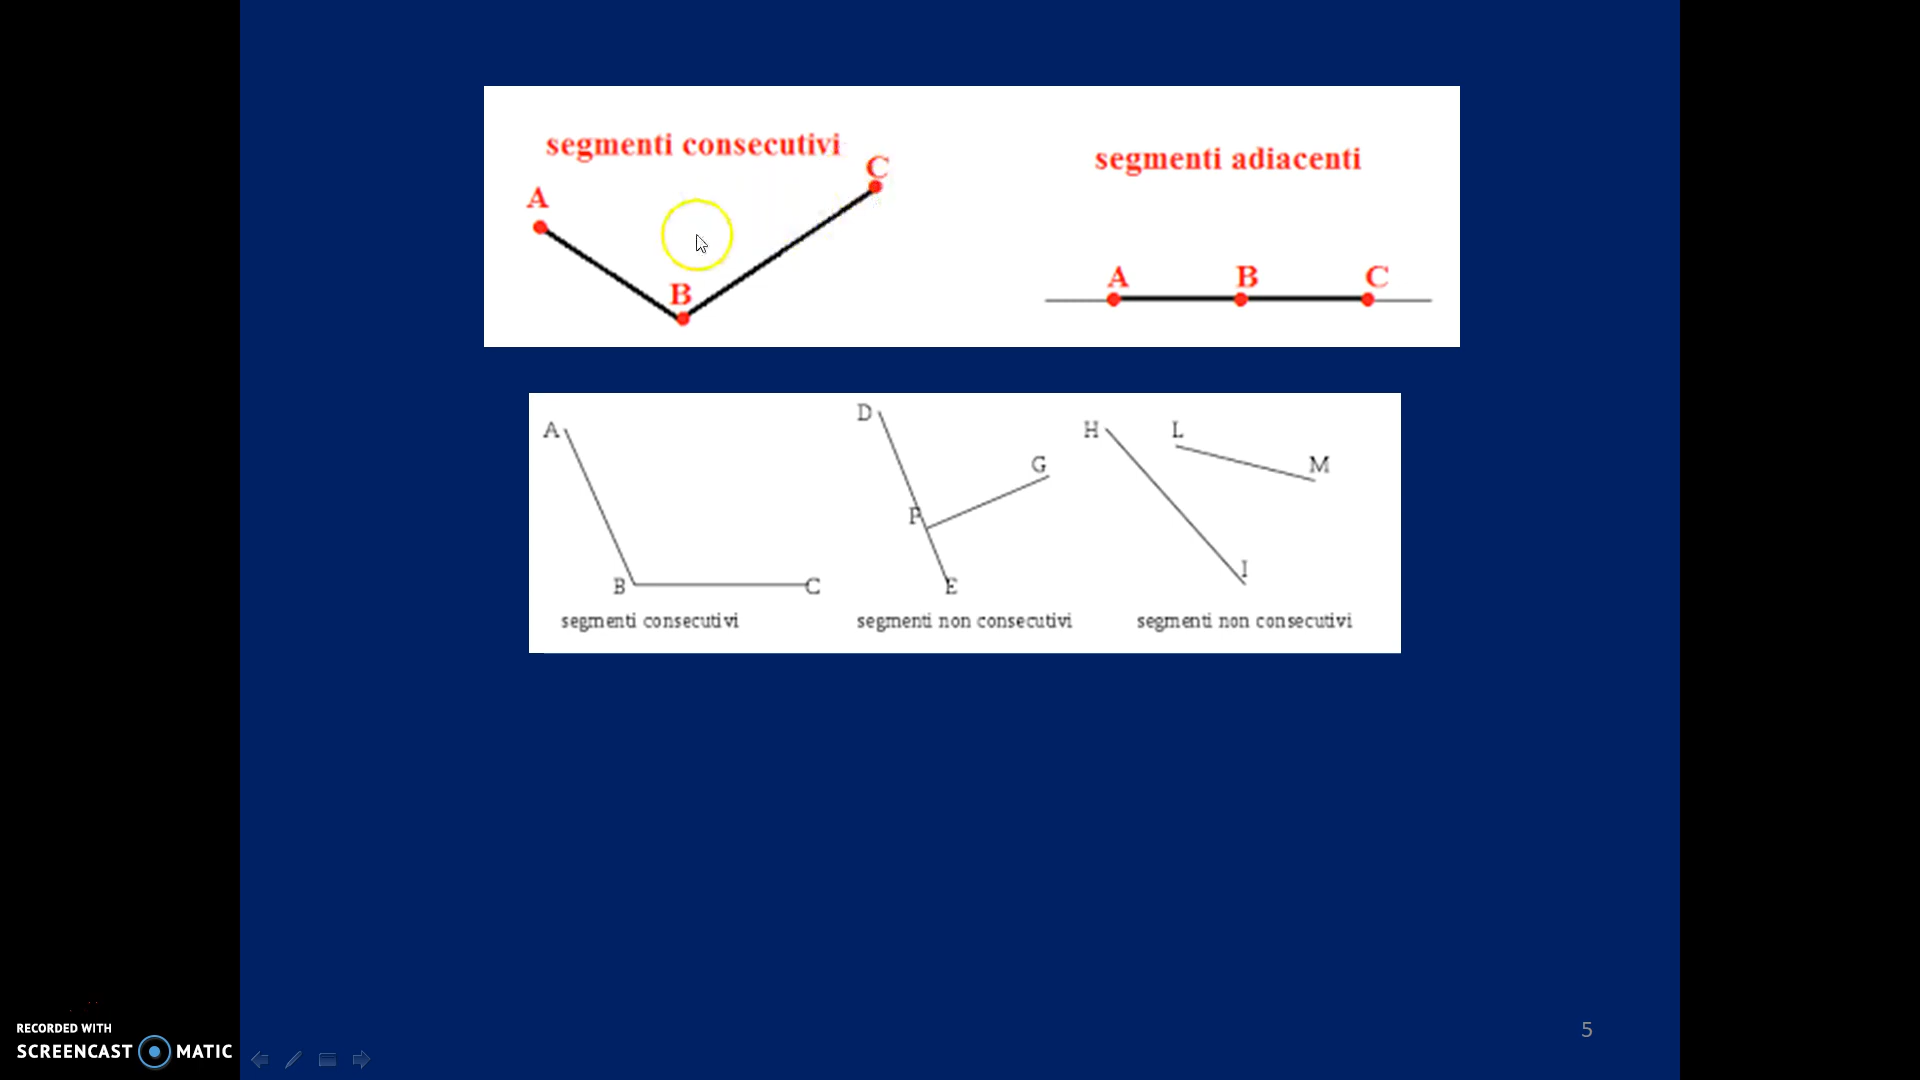 segmenti consecutivi
segmenti adiacenti
A
C
B
A
B
C
A
B
C
segmenti consecutivi
D
G
P
E
segmenti non consecutivi
H
L
M
I
segmenti non consecutivi
5
RECORDED WITH
SCREENCAST MATIC